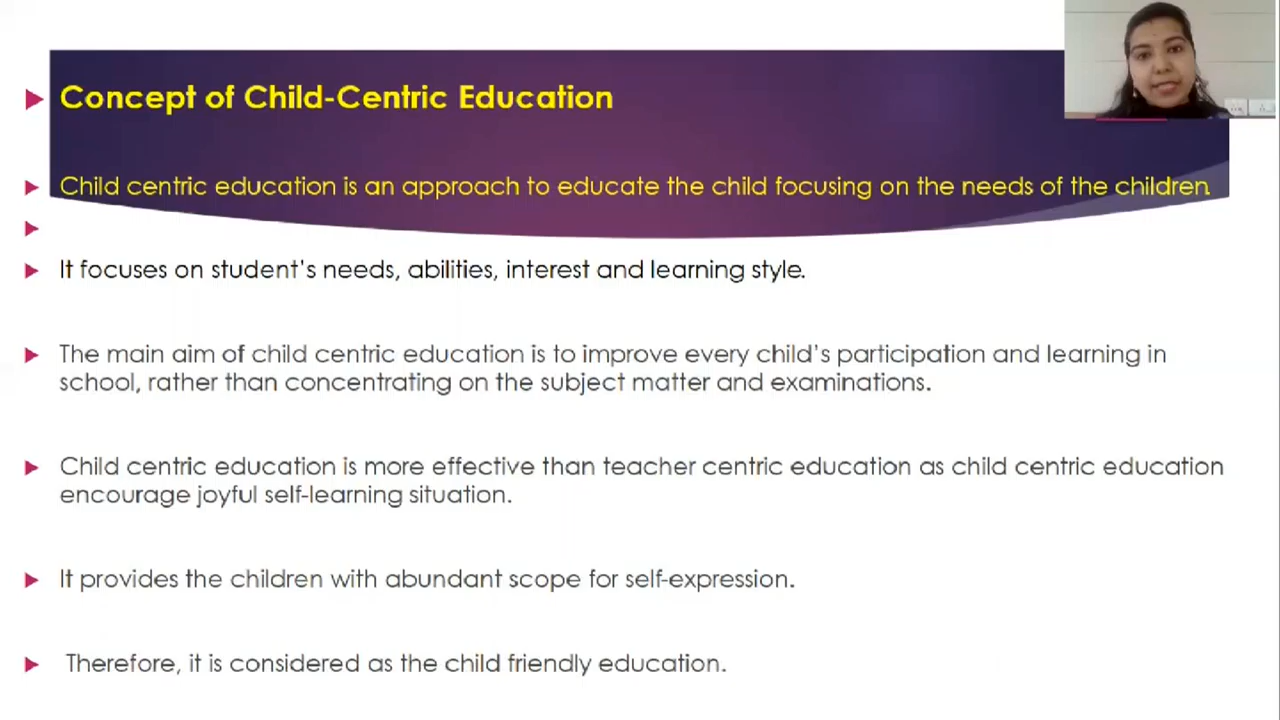 Concept of Child-Centric Education
Child centric education is an approach to educate the child focusing on the needs of the children
It focuses on student's needs, abilities, interest and learning style.
The main aim of child centric education is to improve every child's participation and learning in
school, rather than concentrating on the subject matter and examinations.
Child centric education is more effective than teacher centric education as child centric education
encourage joyful self-learning situation.
It provides the children with abundant scope for self-expression.
Therefore, it is considered as the child friendly education.